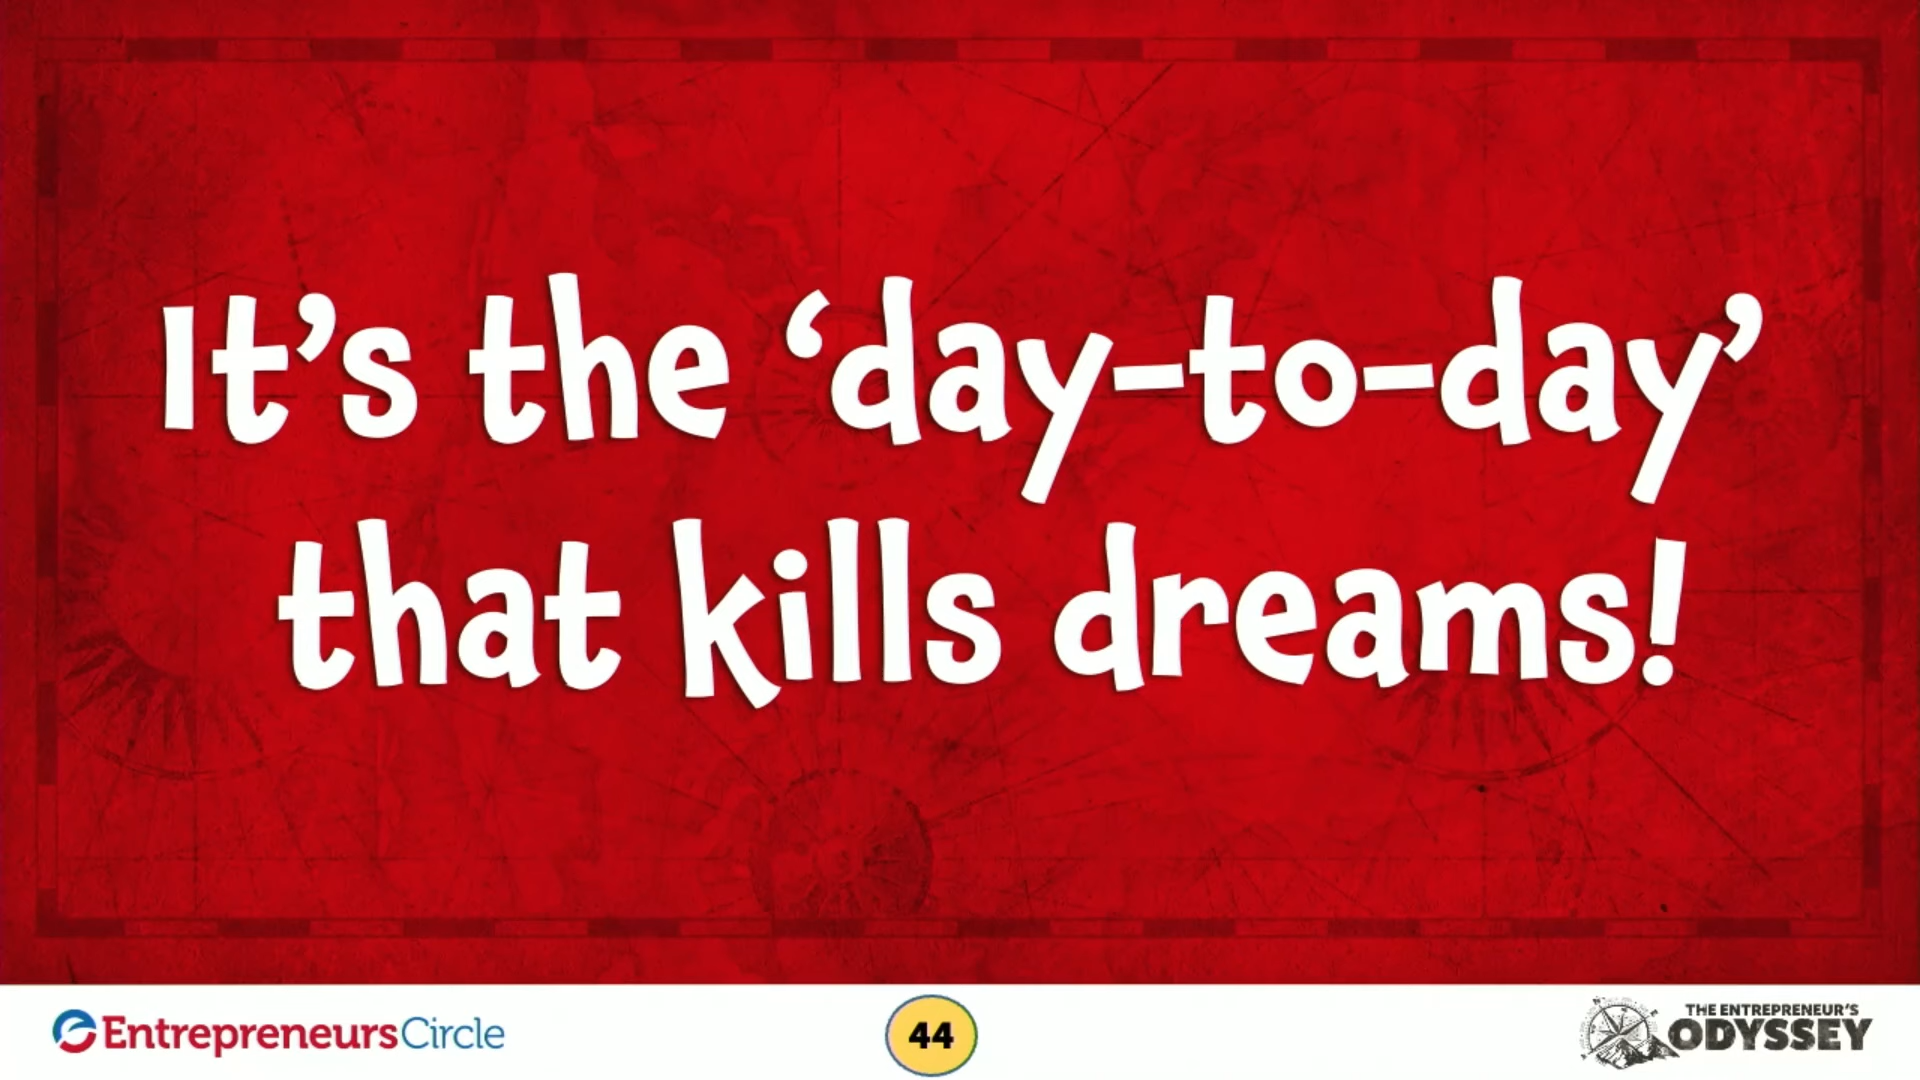 It's the ‘day-to-day’
that kills dreams!
EntrepreneursCircle
44
THE ENTREPRENEUR'S
ODYSSEY